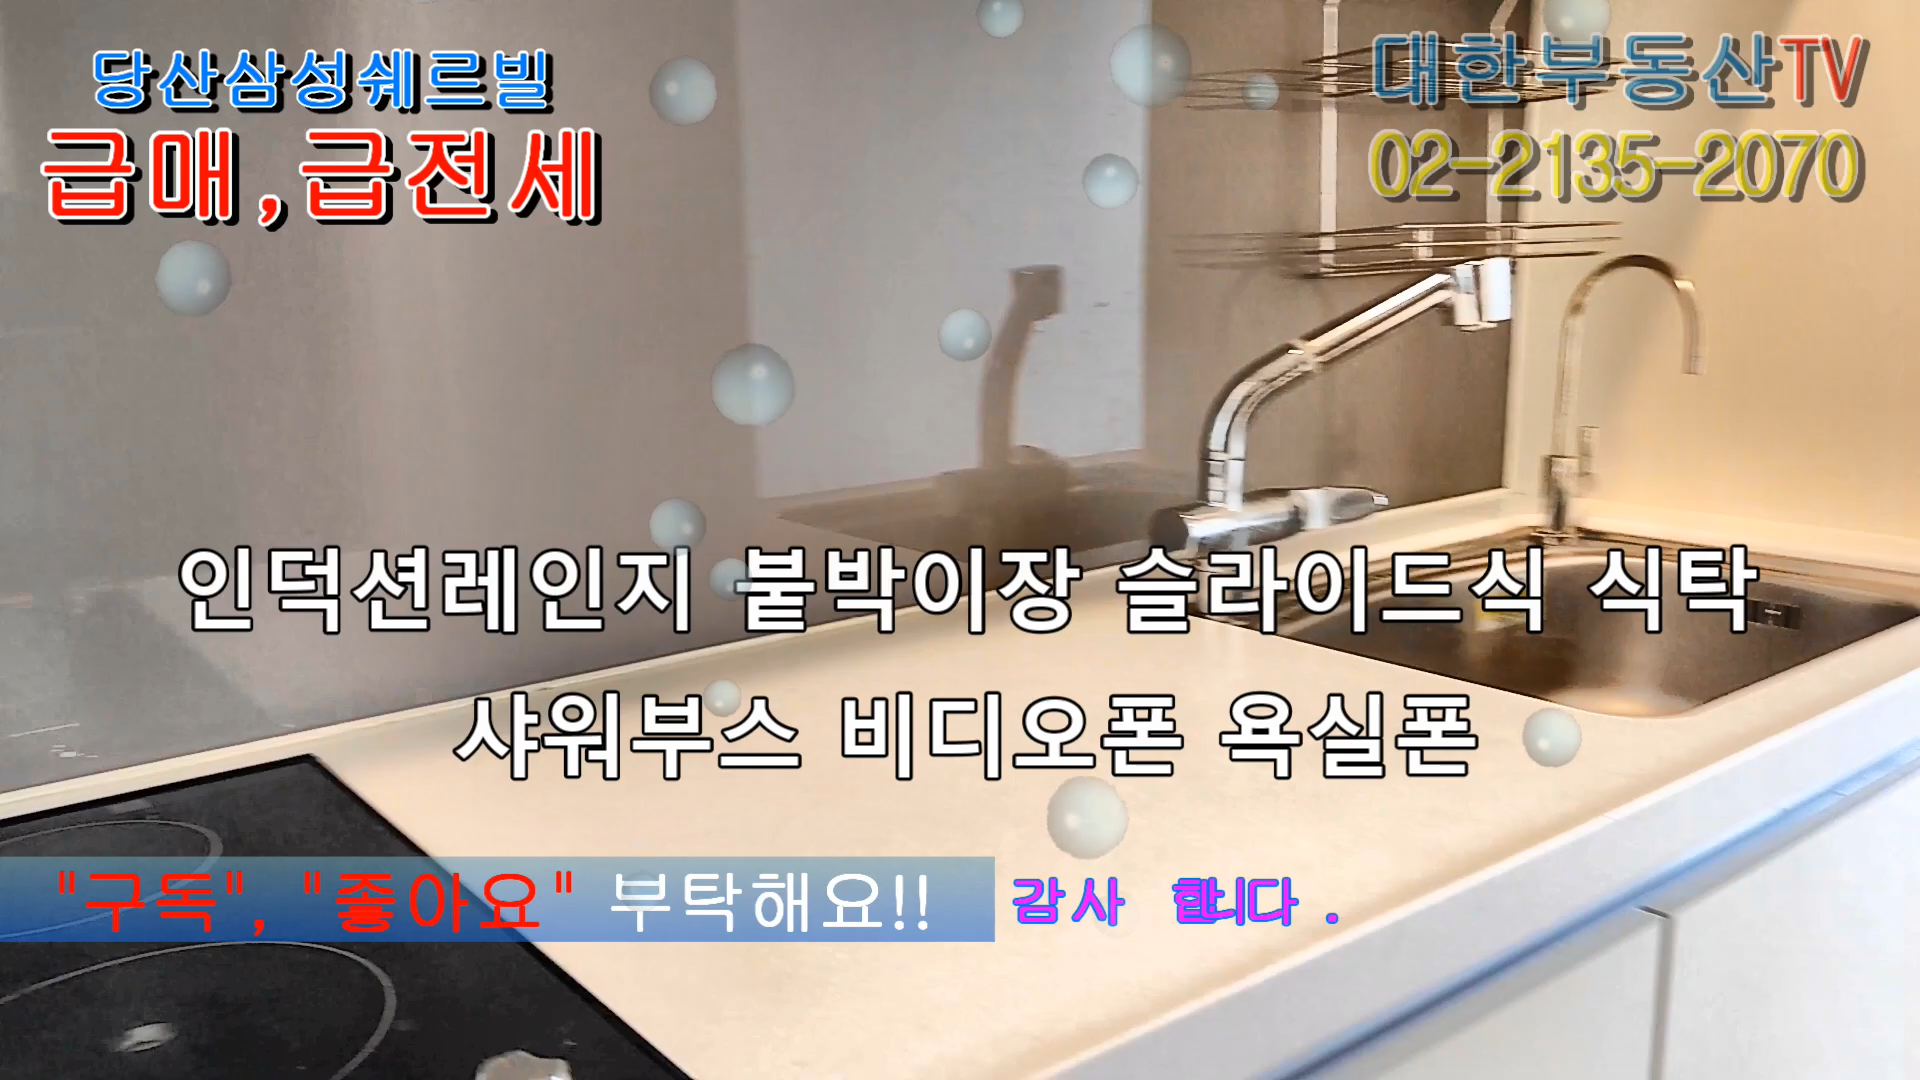 당산삼성쉐르빌
급매,급전세
대한부동산TV
02-2135-2070
인덕션레인지 붙박이장 슬라이드식 식탁
샤워부스 비디오폰 욕실폰
"구독", "좋아요" 부탁해요!!
감사 합니다.